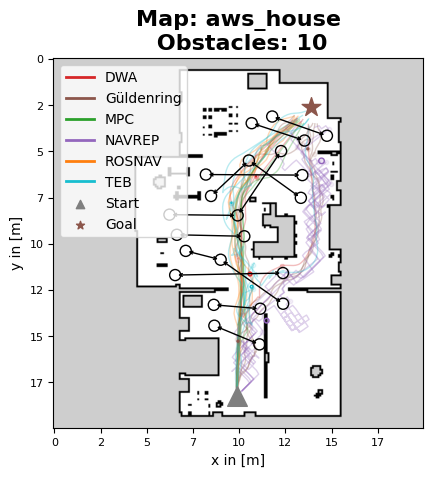 Map: aws_house
Obstacles: 10
DWA
Güldenring
MPC
NAVREP
ROSNAV
TEB
Start
Goal
0
2
5
7
10
12
15
17
y in [m]
0
2
5
7
10
12
15
17
x in [m]